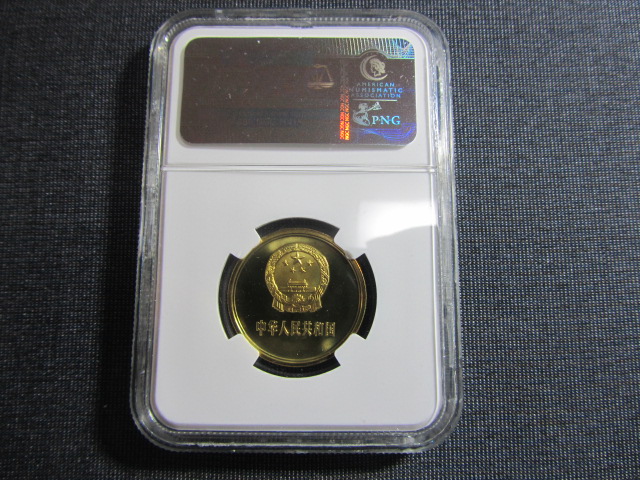 AMERICAN
NUMISMATIC
ASSOCIATION
PNG
中华人民共和国